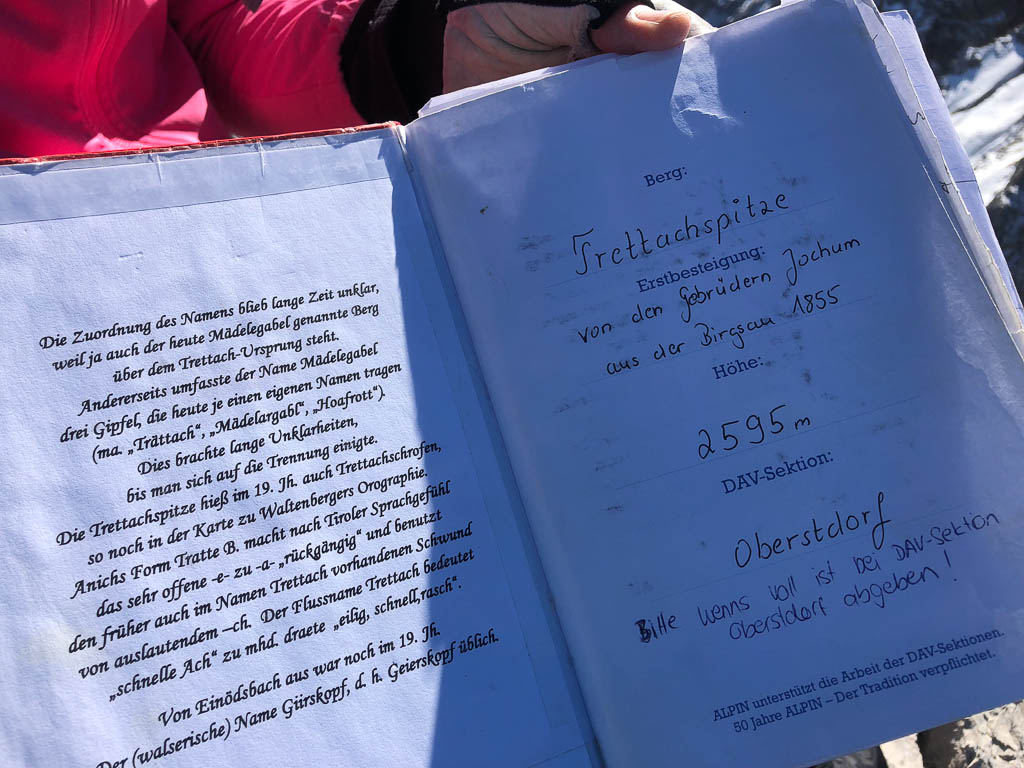 Die Zuordnung des Namens blieb lange Zeit unklar,
weil ja auch der heute Mädelegabel genannte Berg
über dem Trettach-Ursprung steht.
Andererseits umfasste der Name Mädelegabel
drei Gipfel, die heute je einen eigenen Namen tragen
(ma. „Trättach“, „Mädelargabl“, „Hoafrott“).
Dies brachte lange Unklarheiten,
bis man sich auf die Trennung einigte.
Die Trettachspitze hieß im 19. Jh. auch Trettachschrofen,
so noch in der Karte zu Waltenbergers Orographie.
Anichs Form Tratte B. macht nach Tiroler Sprachgefühl
das sehr offene -e- zu -a- „rückgängig“ und benutzt
den früher auch im Namen Trettach vorhandenen Schwund
von auslautendem –ch. Der Flussname Trettach bedeutet
„schnelle Ach“ zu mhd. draete „eilig, schnell,rasch“.
Von Einödsbach aus war noch im 19. Jh.
Der (walserische) Name Giirskopf, d. h. Geierskopf üblich.
Berg:
Trettachspitze
Erstbesteigung:
von den Gebrüdern Jochum
aus der Birgsau 1855
Höhe:
2595 m
DAV-Sektion:
Oberstdorf
Bitte wenns voll ist bei DAV-Sektion
Oberstdorf abgeben!
ALPIN unterstützt die Arbeit der DAV-Sektionen.
50 Jahre ALPIN – Der Tradition verpflichtet.